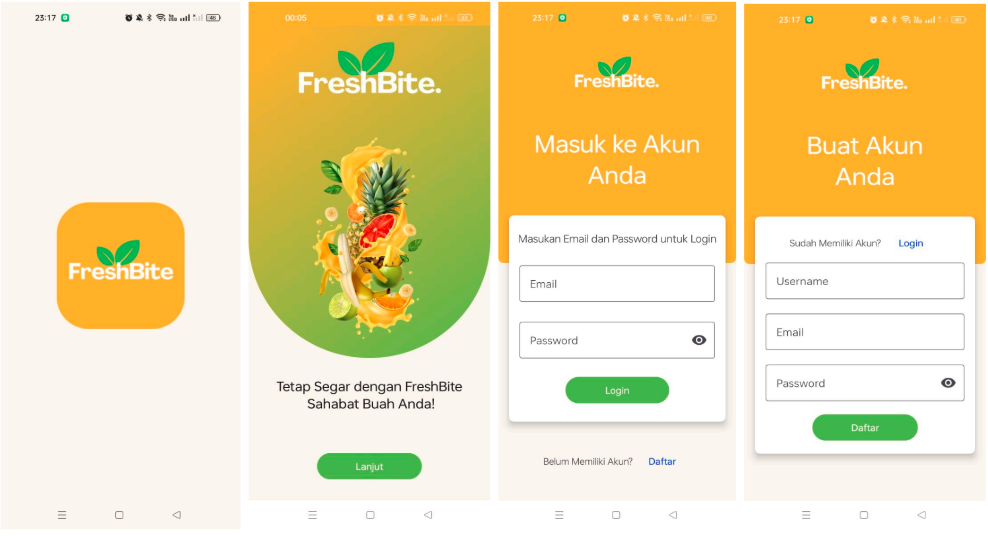 23:17
FreshBite
00:05
FreshBite.
Tetap Segar dengan FreshBite
Sahabat Buah Anda!
Lanjut
23:17
FreshBite.
Masuk ke Akun
Anda
Masukan Email dan Password untuk Login
Email
Password
Login
Belum Memiliki Akun? Daftar
23:17
FreshBite.
Buat Akun
Anda
Sudah Memiliki Akun? Login
Username
Email
Password
Daftar